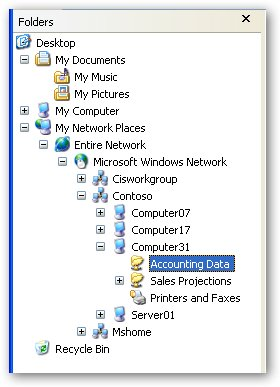 Folders
Desktop
My Documents
My Music
My Pictures
My Computer
My Network Places
Entire Network
Microsoft Windows Network
Cisworkgroup
Contoso
Computer07
Computer17
Computer31
Accounting Data
Sales Projections
Printers and Faxes
Server01
Mshome
Recycle Bin